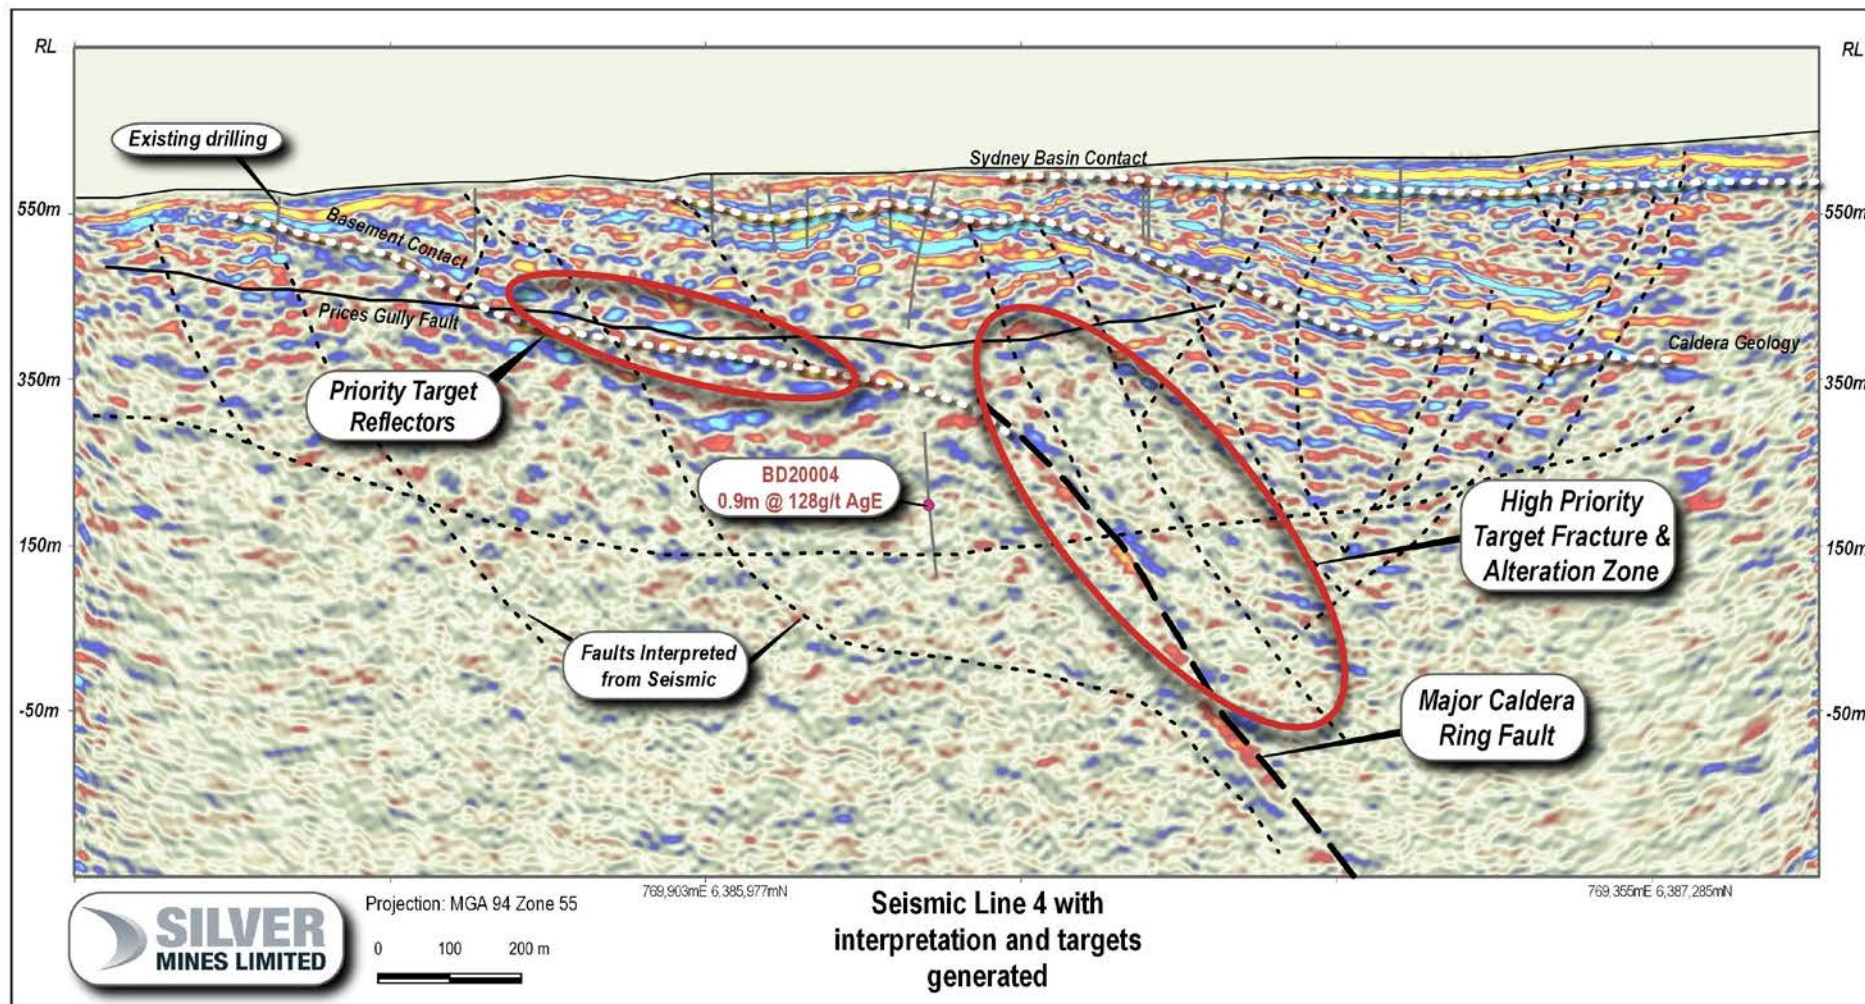 RL
RL
Existing drilling
Sydney Basin Contact
550m
550m
Basement Contact
Prices Gully Fault
Caldera Geology
350m
350m
Priority Target
Reflectors
BD20004
0.9m @ 128g/t AgE
High Priority
Target Fracture &
Alteration Zone
150m
150m
Faults Interpreted
from Seismic
-50m
-50m
Major Caldera
Ring Fault
769,903mE 6,385,977mN
769,355mE 6,387,285mN
SILVER
MINES LIMITED
Projection: MGA 94 Zone 55
0 100 200 m
Seismic Line 4 with
interpretation and targets
generated